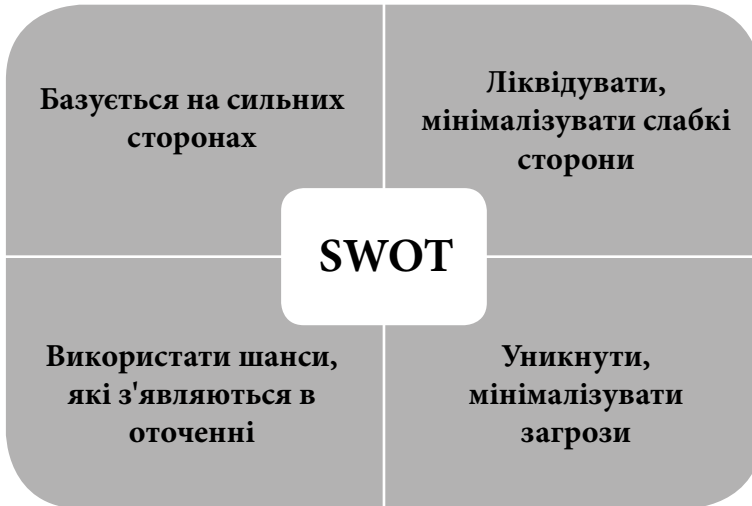 Базується на сильних
сторонах
Ліквідувати,
мінімалізувати слабкі
сторони
SWOT
Використати шанси,
які з'являються в
оточенні
Уникнути,
мінімалізувати
загрози